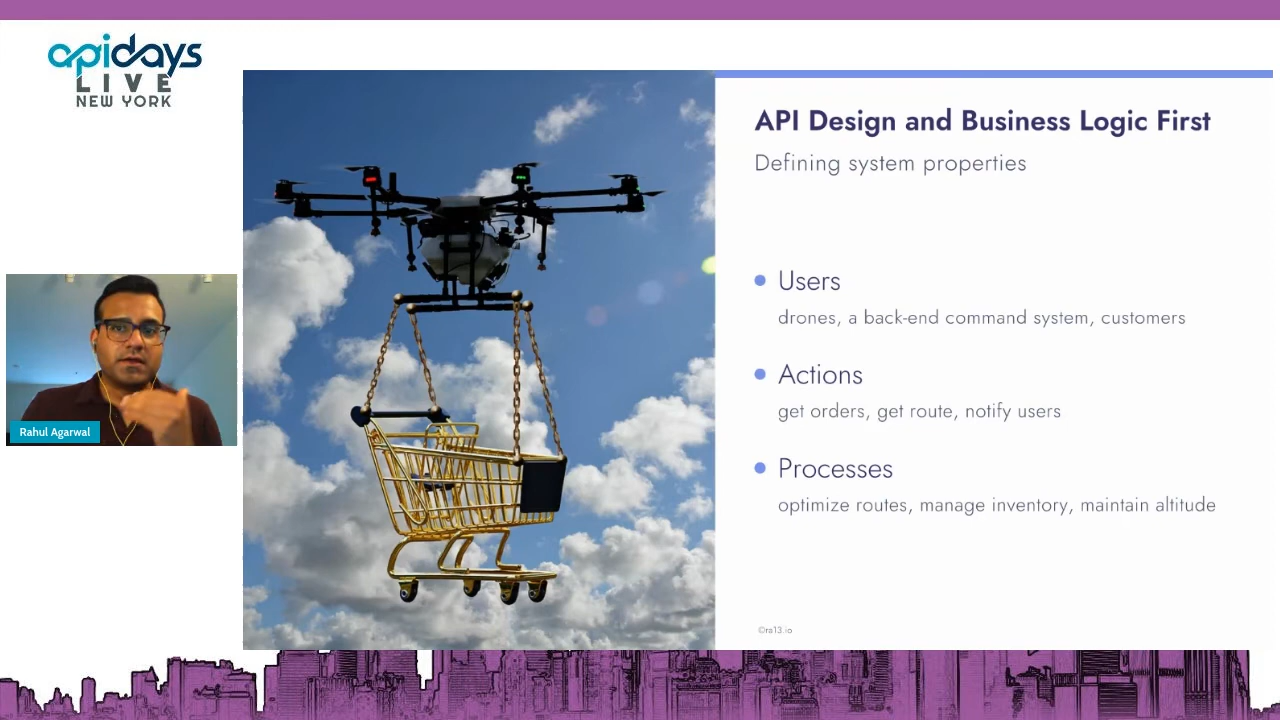 apidays
LIVE
NEW YORK
API Design and Business Logic First
Defining system properties
Users
drones, a back-end command system, customers
Actions
get orders, get route, notify users
Processes
optimize routes, manage inventory, maintain altitude
Rahul Agarwal
©ra13.io